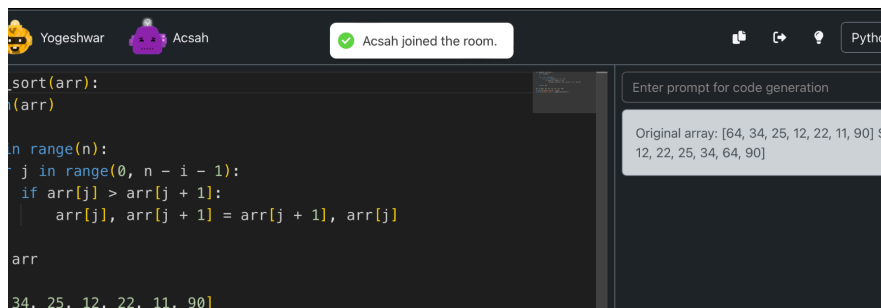 Yogeshwar
Acsah
Acsah joined the room.
Pytho
_sort(arr):
(arr)
in range(n):
j in range(0, n - i - 1):
if arr[j] > arr[j + 1]:
arr[j], arr[j + 1] = arr[j + 1], arr[j]
arr
34, 25, 12, 22, 11, 90]
Enter prompt for code generation
Original array: [64, 34, 25, 12, 22, 11, 90] S
12, 22, 25, 34, 64, 90]